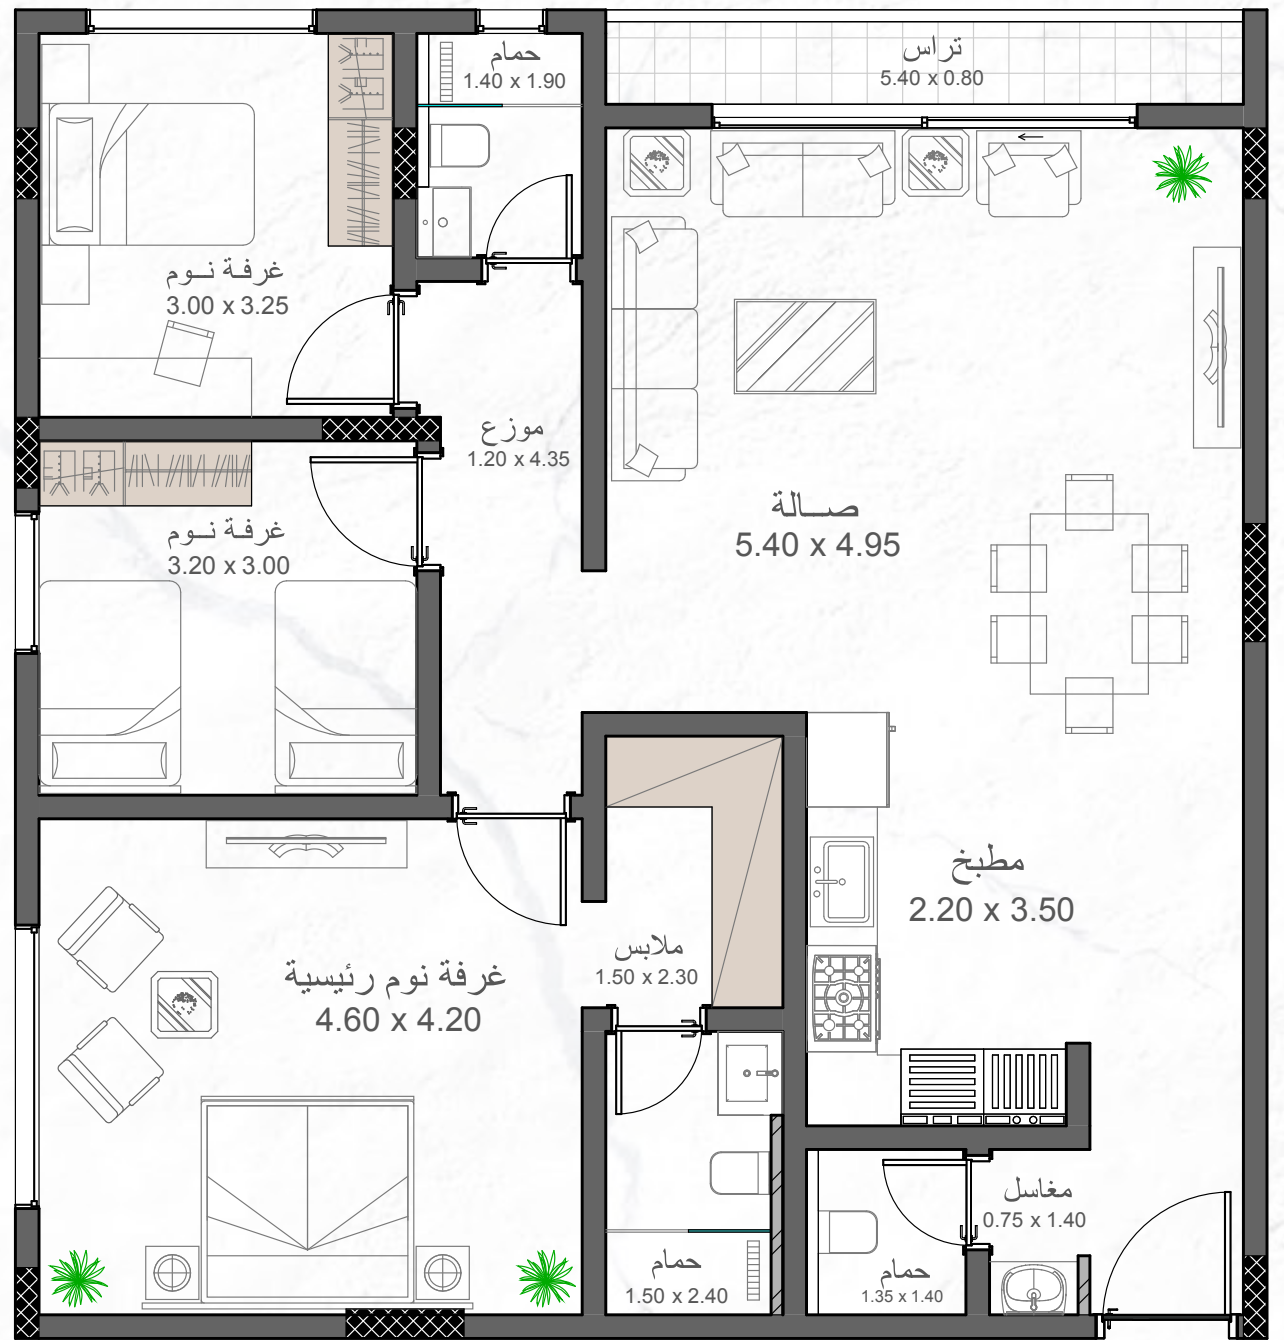 تراس
5.40 x 0.80
حمام
1.40 x 1.90
غرفة نــوم
3.00 x 3.25
موزع
1.20 x 4.35
صــالة
5.40 x 4.95
غرفة نــوم
3.20 x 3.00
مطبخ
2.20 x 3.50
ملابس
1.50 x 2.30
غرفة نوم رئيسية
4.60 x 4.20
مغاسل
0.75 x 1.40
حمام
1.50 x 2.40
حمام
1.35 x 1.40